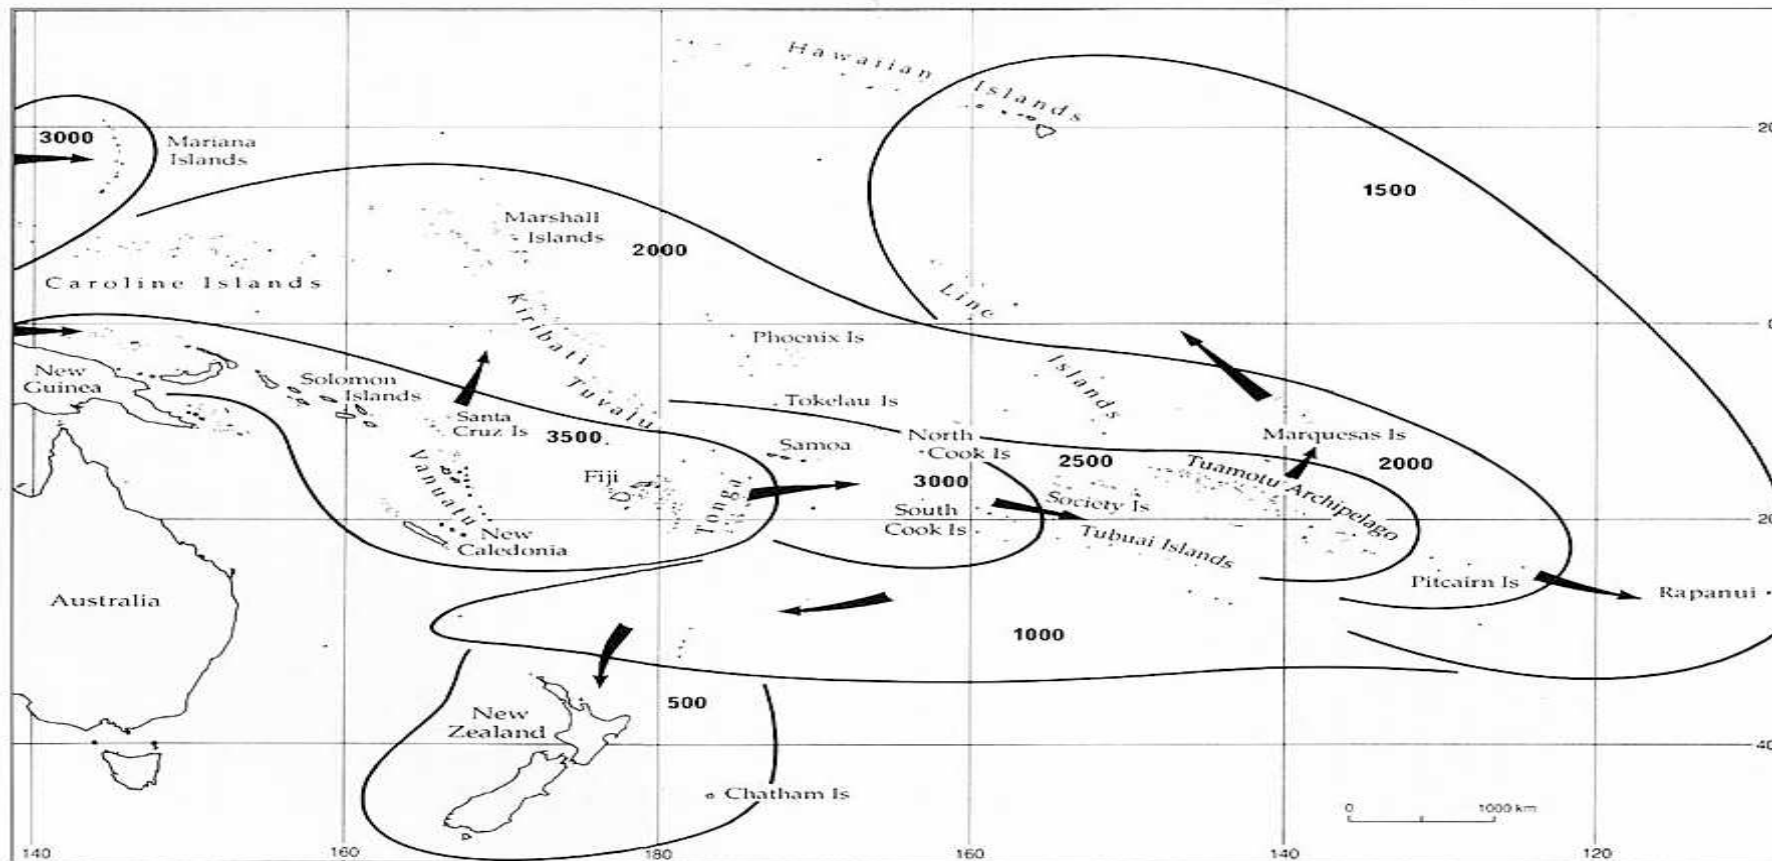 Hawaiian Islands
20
3000
Mariana
Islands
1500
Marshall
Islands
2000
Caroline Islands
Line
Islands
Kiribati
0
Phoenix Is
New
Guinea
Solomon
Islands
Tuvalu
Tokelau Is
Santa
Cruz Is
3500
Samoa
North
Cook Is
Marquesas Is
2500
2000
Vanuatu
Fiji
Tonga
3000
Tuamotu Archipelago
Society Is
South
Cook Is
20
New
Caledonia
Tubuai Islands
Pitcairn Is
Rapanui
Australia
1000
500
New
Zealand
40
Chatham Is
0
1000 km
140
160
180
160
140
120